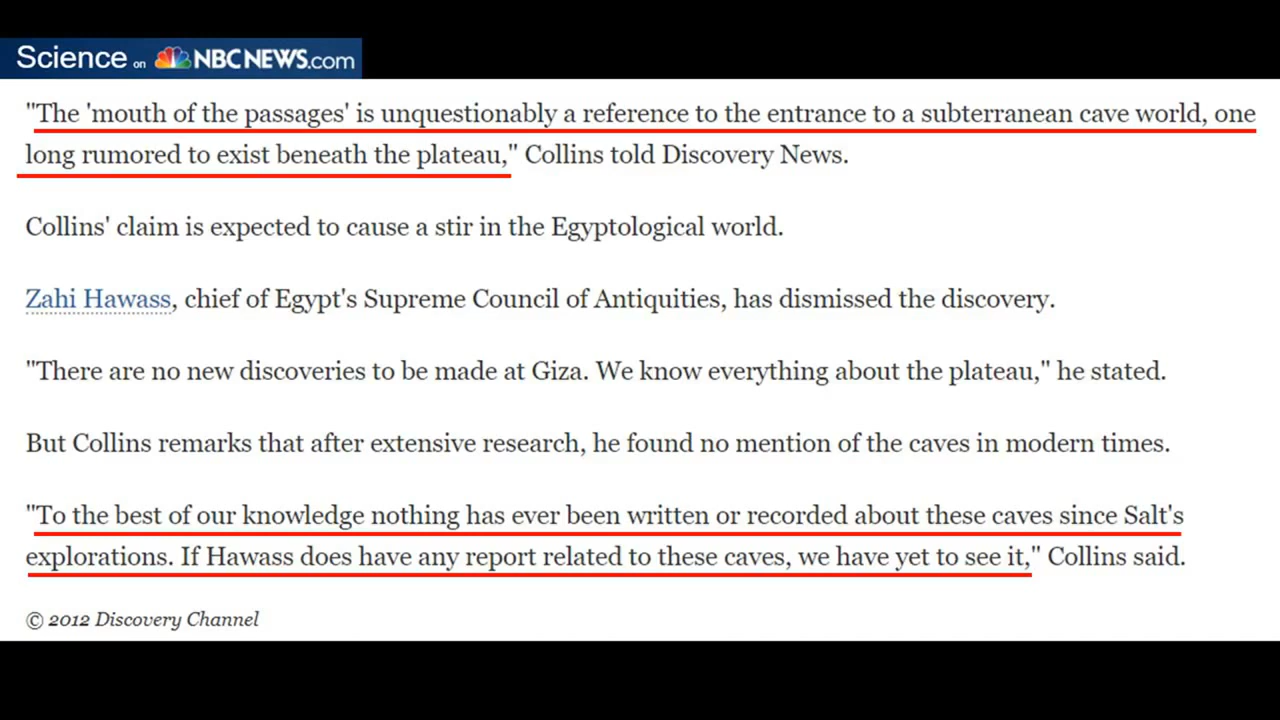 Science on NBCNEWS.com
"The 'mouth of the passages' is unquestionably a reference to the entrance to a subterranean cave world, one
long rumored to exist beneath the plateau," Collins told Discovery News.
Collins' claim is expected to cause a stir in the Egyptological world.
Zahi Hawass, chief of Egypt's Supreme Council of Antiquities, has dismissed the discovery.
"There are no new discoveries to be made at Giza. We know everything about the plateau," he stated.
But Collins remarks that after extensive research, he found no mention of the caves in modern times.
"To the best of our knowledge nothing has ever been written or recorded about these caves since Salt's
explorations. If Hawass does have any report related to these caves, we have yet to see it," Collins said.
© 2012 Discovery Channel